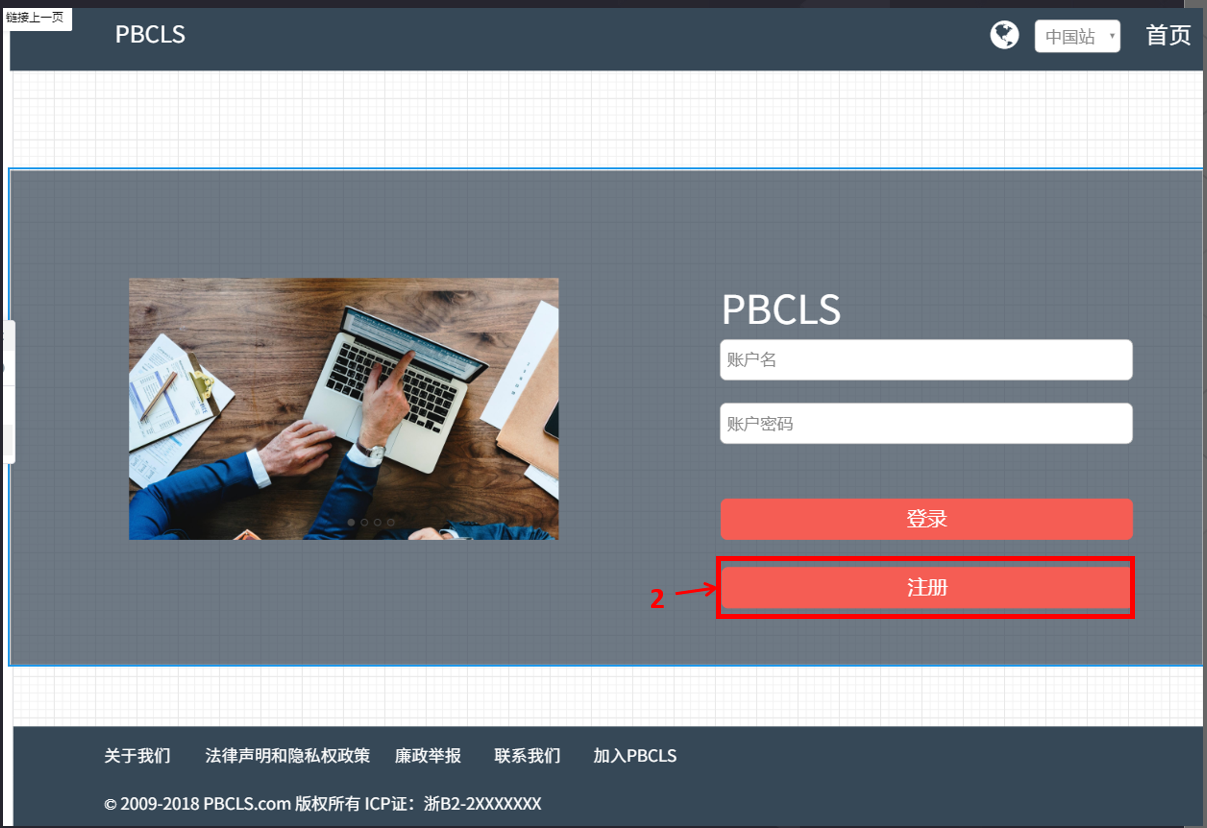 链接上一页
PBCLS
中国站
首页
PBCLS
账户名
账户密码
登录
2
注册
关于我们 法律声明和隐私权政策 廉政举报 联系我们 加入PBCLS
© 2009-2018 PBCLS.com 版权所有 ICP证：浙B2-2XXXXXXX